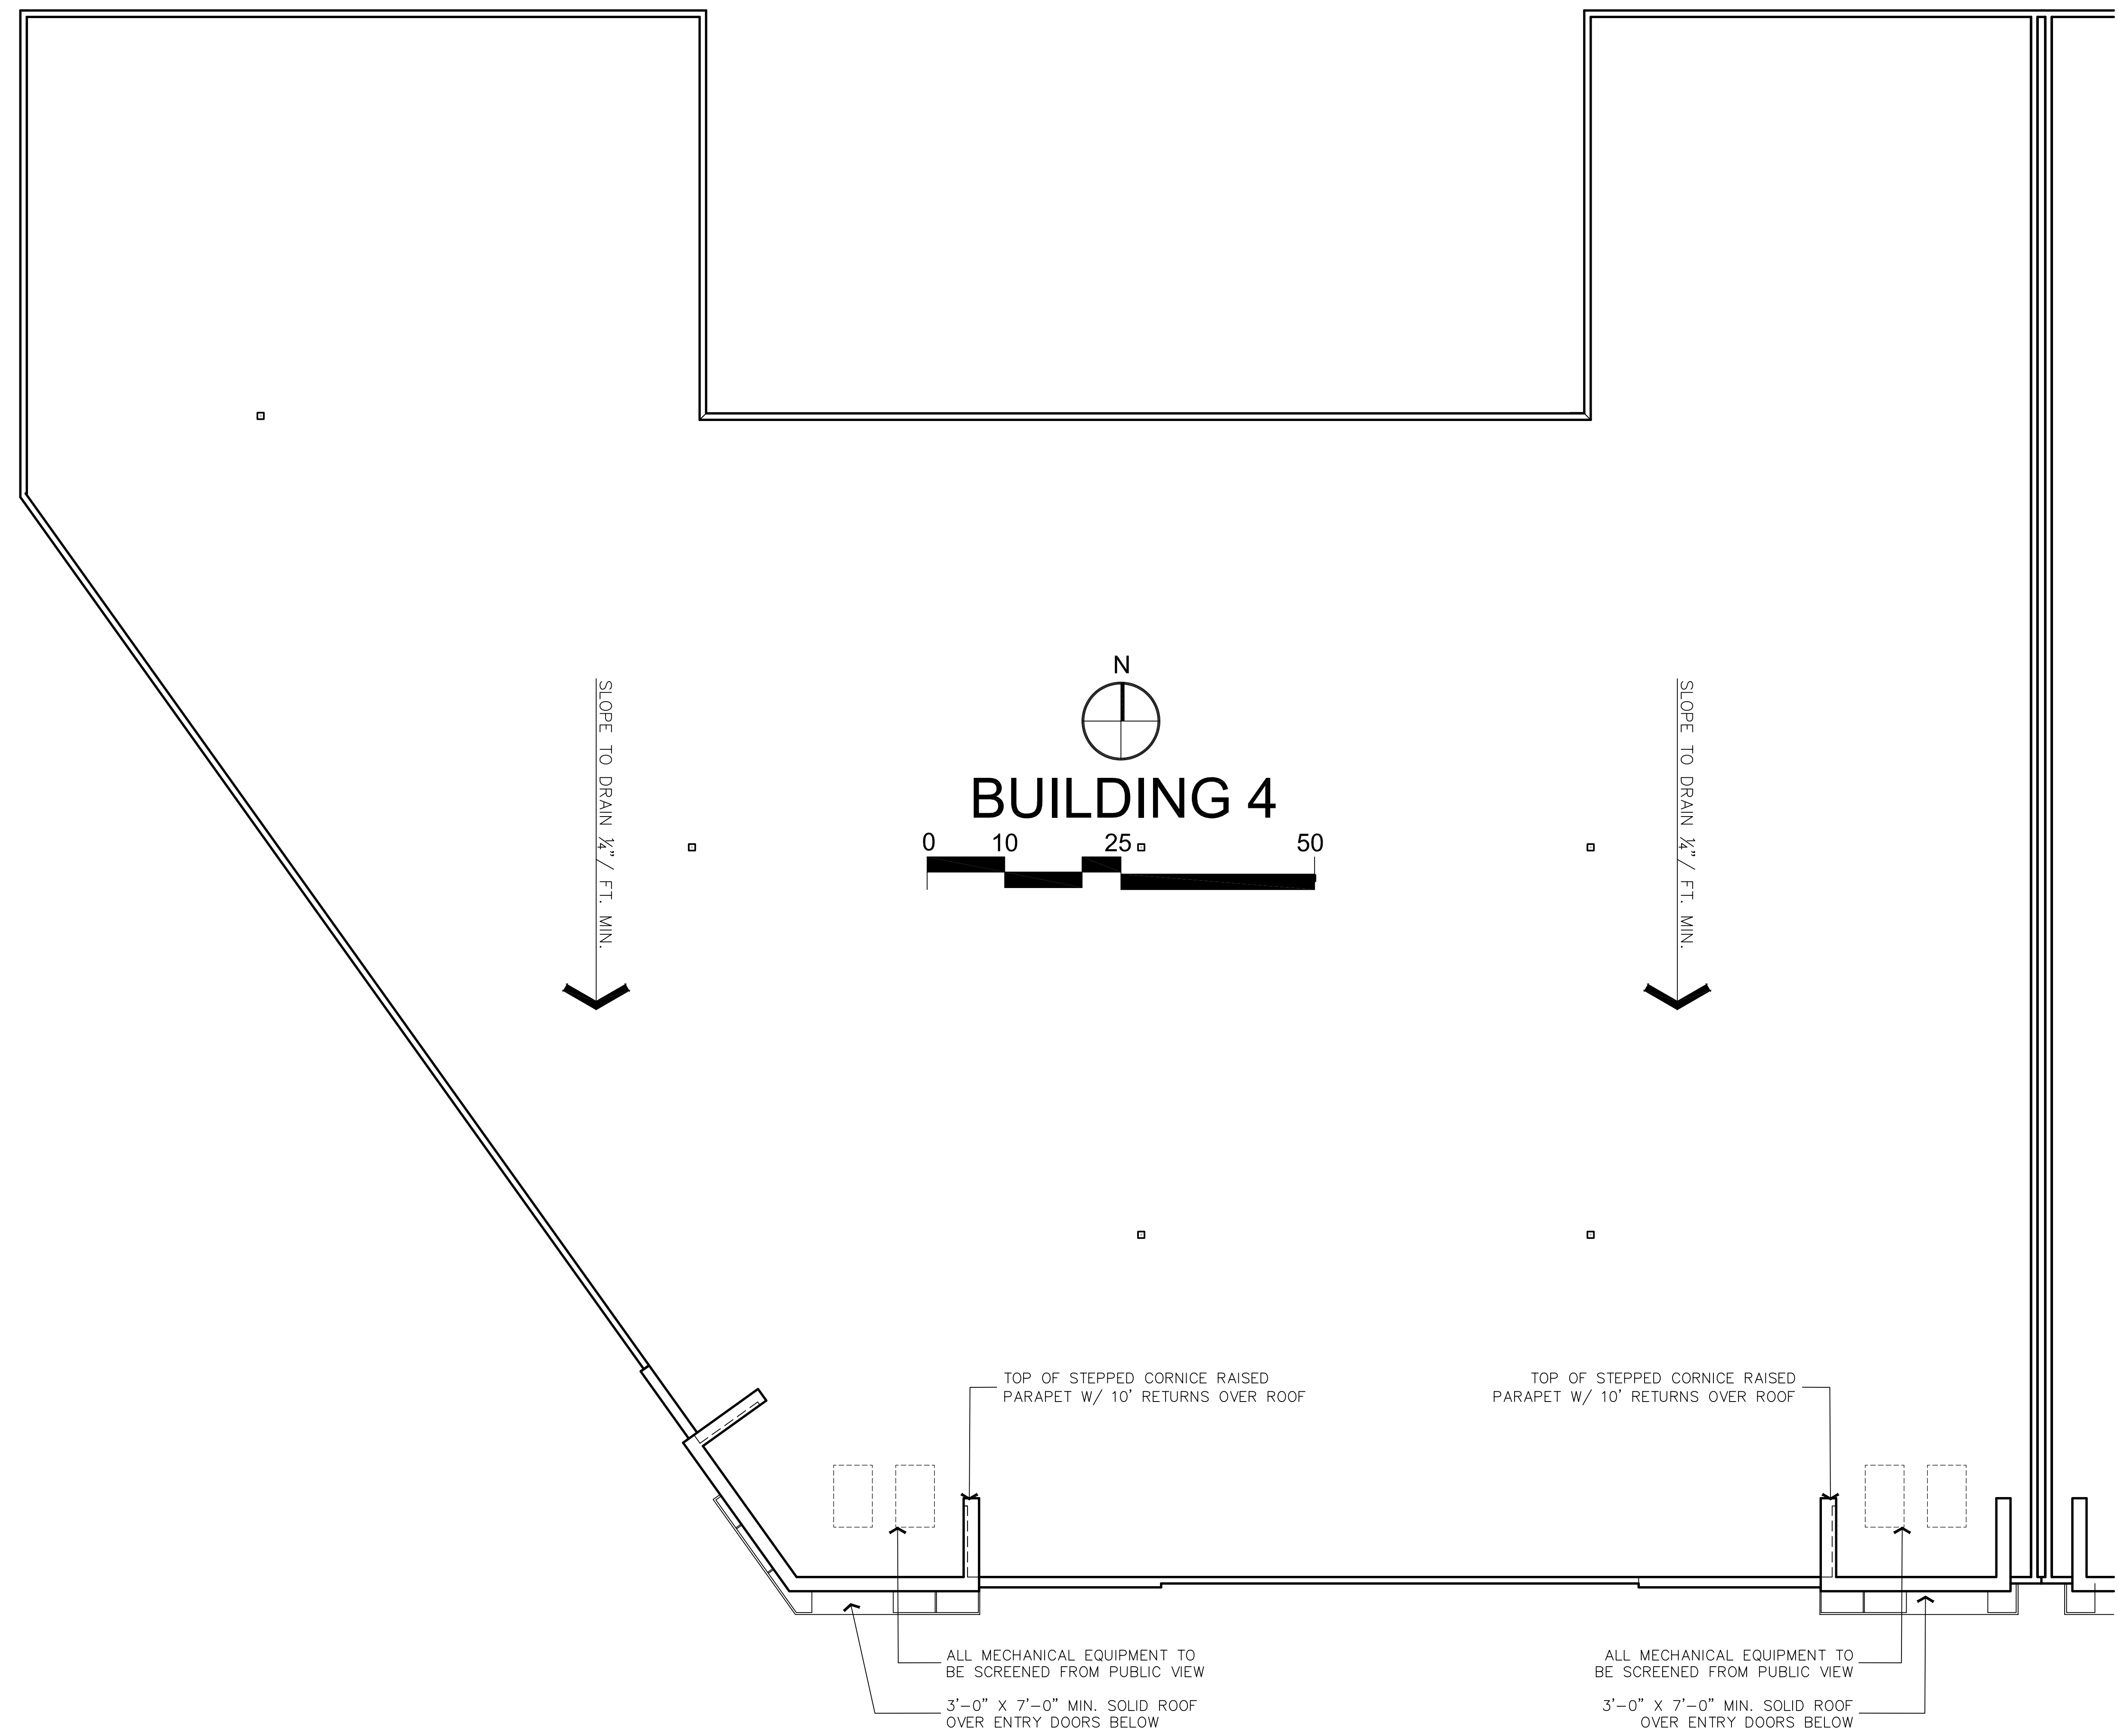 SLOPE TO DRAIN ¼" / FT. MIN.
N
BUILDING 4
0 10 25 50
SLOPE TO DRAIN ¼" / FT. MIN.
TOP OF STEPPED CORNICE RAISED
PARAPET W/ 10' RETURNS OVER ROOF
TOP OF STEPPED CORNICE RAISED
PARAPET W/ 10' RETURNS OVER ROOF
ALL MECHANICAL EQUIPMENT TO
BE SCREENED FROM PUBLIC VIEW
3'-0" X 7'-0" MIN. SOLID ROOF
OVER ENTRY DOORS BELOW
ALL MECHANICAL EQUIPMENT TO
BE SCREENED FROM PUBLIC VIEW
3'-0" X 7'-0" MIN. SOLID ROOF
OVER ENTRY DOORS BELOW